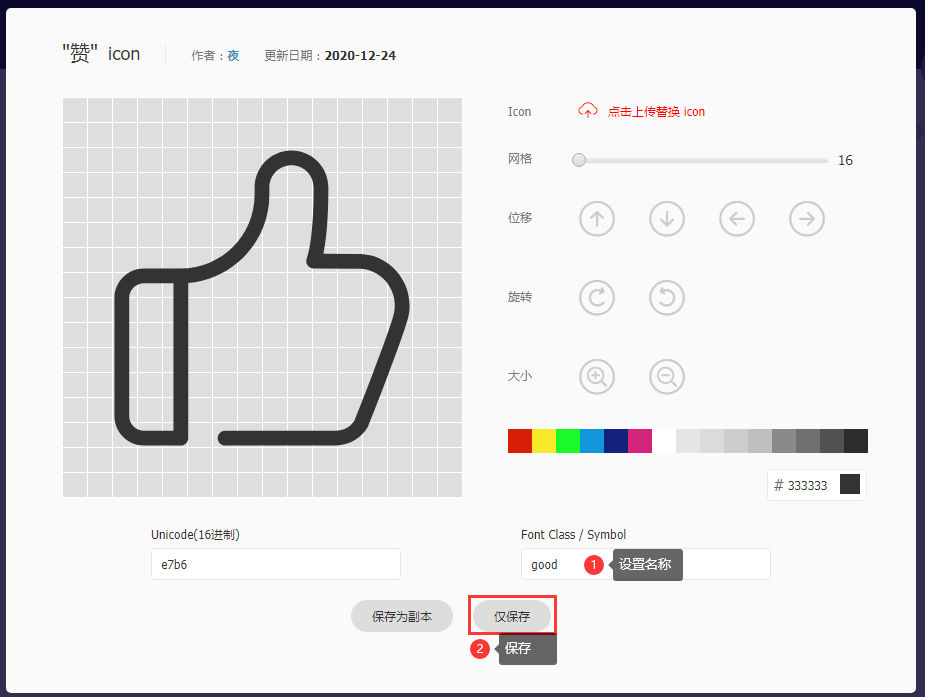 "赞" icon 作者：夜 更新日期：2020-12-24
Icon 点击上传替换 icon
网格 16
位移
旋转
大小
# 333333
Unicode(16进制) Font Class / Symbol
e7b6 good 1 设置名称
保存为副本 仅保存
2 保存